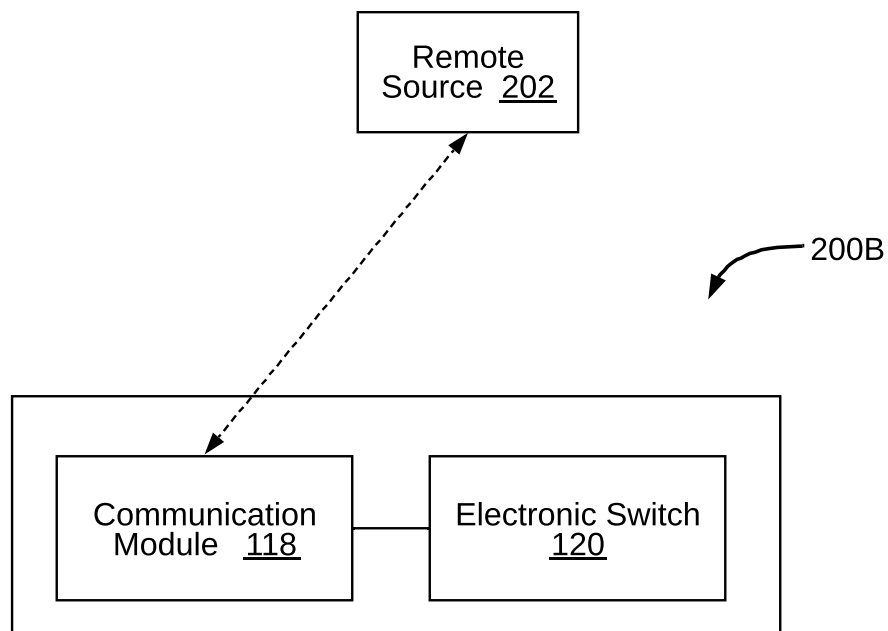 Remote
Source 202
200B
Communication
Module 118
Electronic Switch
120